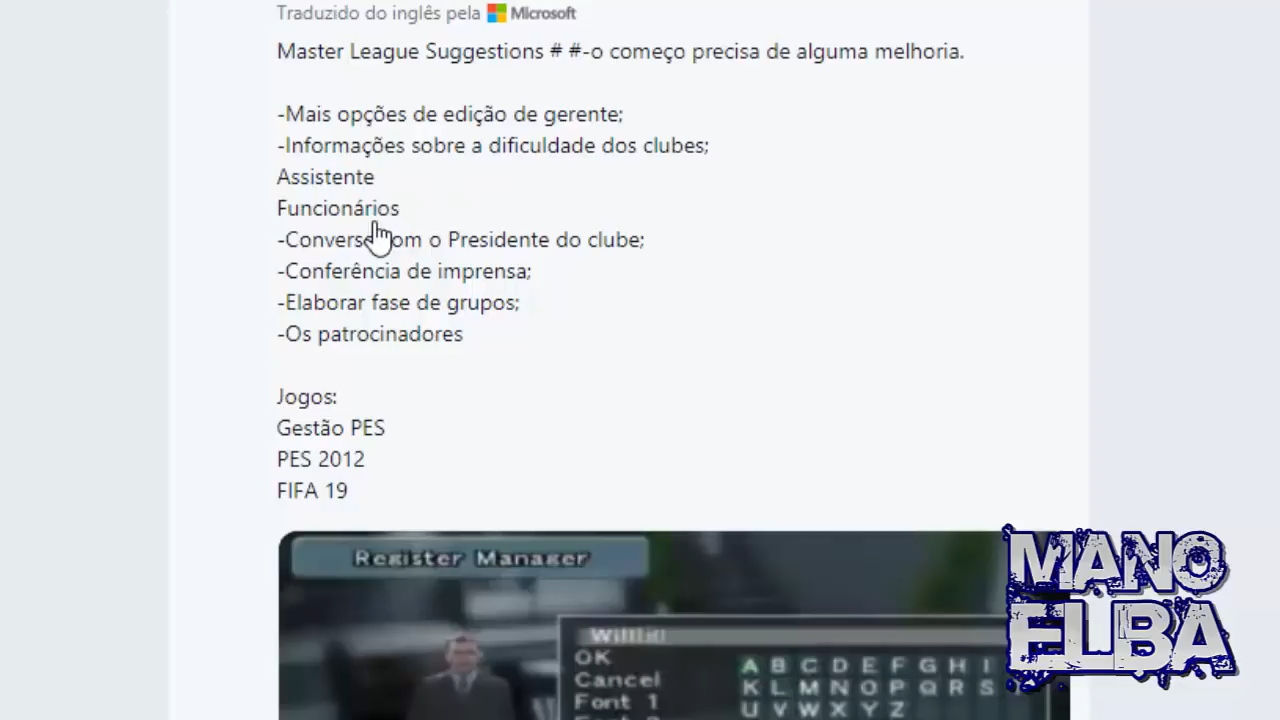 Traduzido do inglês pela Microsoft
Master League Suggestions # #-o começo precisa de alguma melhoria.
-Mais opções de edição de gerente;
-Informações sobre a dificuldade dos clubes;
Assistente
Funcionários
-Conversa com o Presidente do clube;
-Conferência de imprensa;
-Elaborar fase de grupos;
-Os patrocinadores
Jogos:
Gestão PES
PES 2012
FIFA 19
Register Manager
OK
Cancel
Font 1
A B C D E F G H I
K L M N O P Q R S
U V W X Y Z
MANO
ELBA